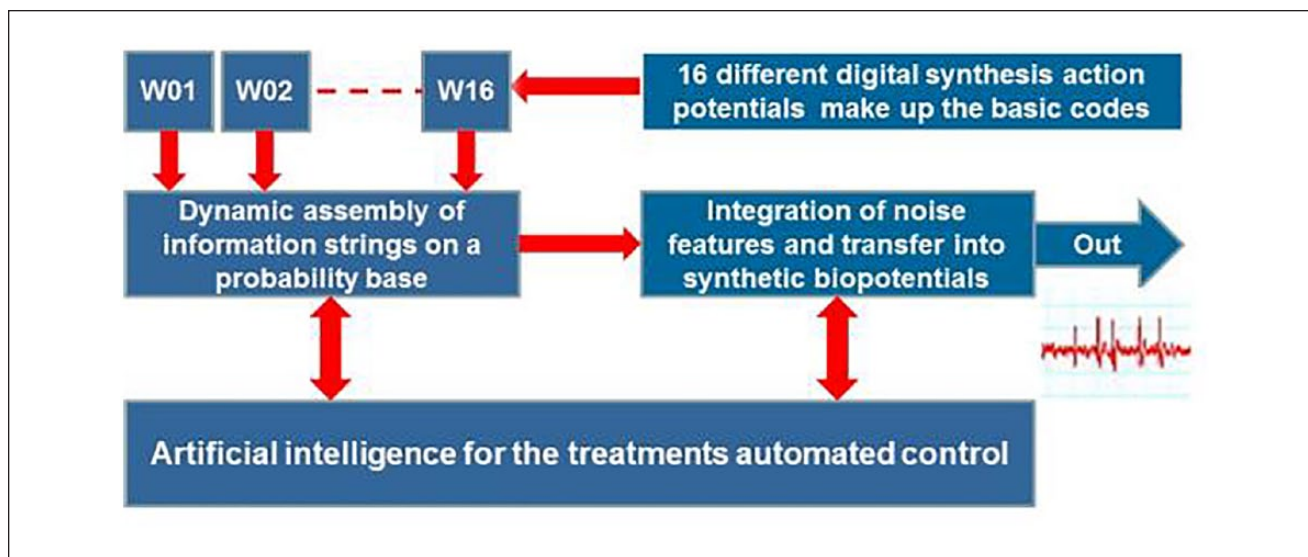 W01
W02
W16
16 different digital synthesis action
potentials make up the basic codes
Dynamic assembly of
information strings on a
probability base
Integration of noise
features and transfer into
synthetic biopotentials
Out
Artificial intelligence for the treatments automated control